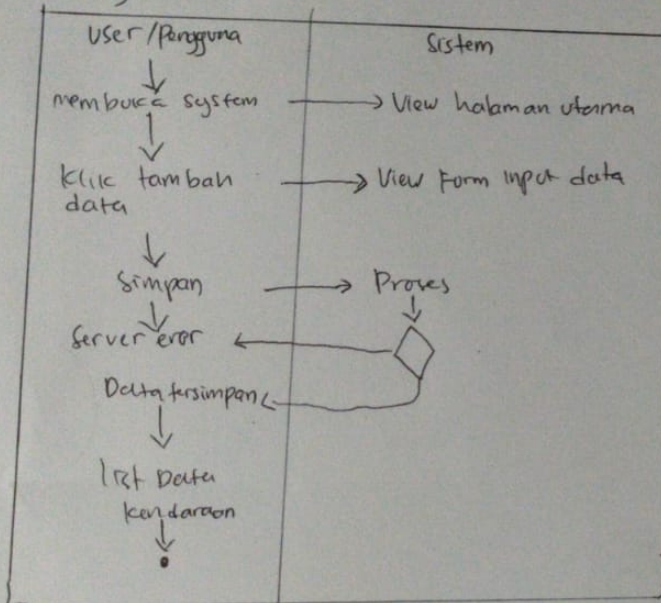 User/Pengguna
Sistem
membuka system
View halaman utama
Klik tambah
data
View Form Input data
Simpan
Proses
Server eror
Data tersimpan
list Data
kendaraan